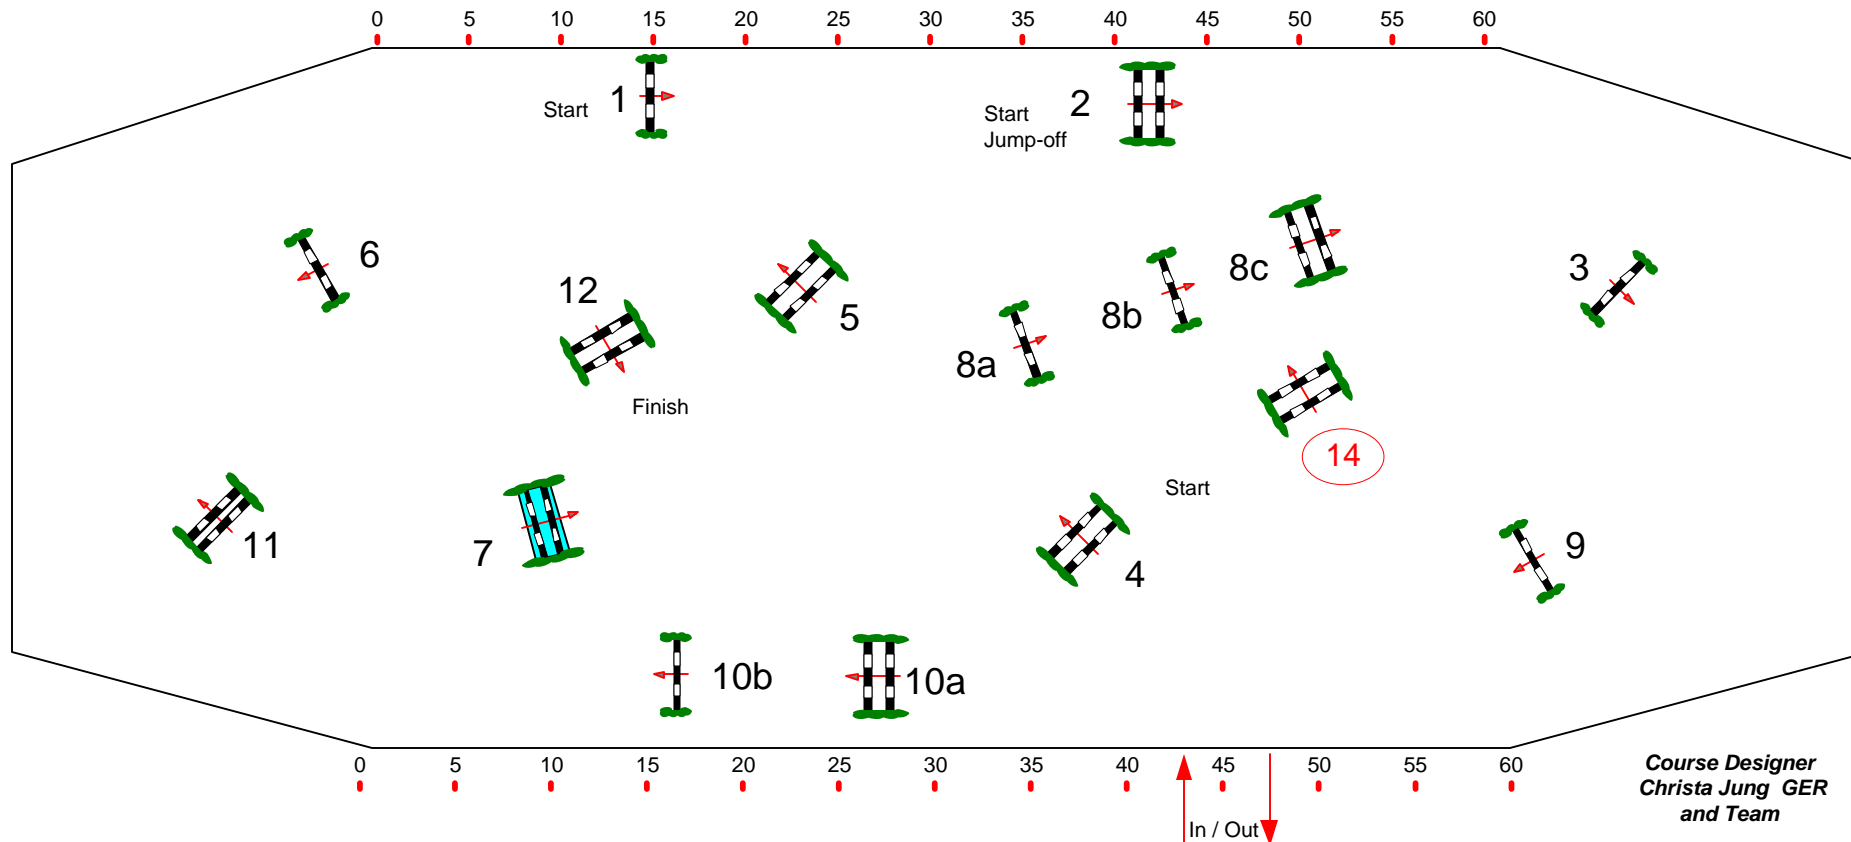 0 5 10 15 20 25 30 35 40 45 50 55 60
Start 1
Start 2
Jump-off
6
12
5
8a
8b
8c
3
Finish
14
Start
11
7
4
9
10b
10a
0 5 10 15 20 25 30 35 40 45 50 55 60
In / Out
Course Designer
Christa Jung GER
and Team